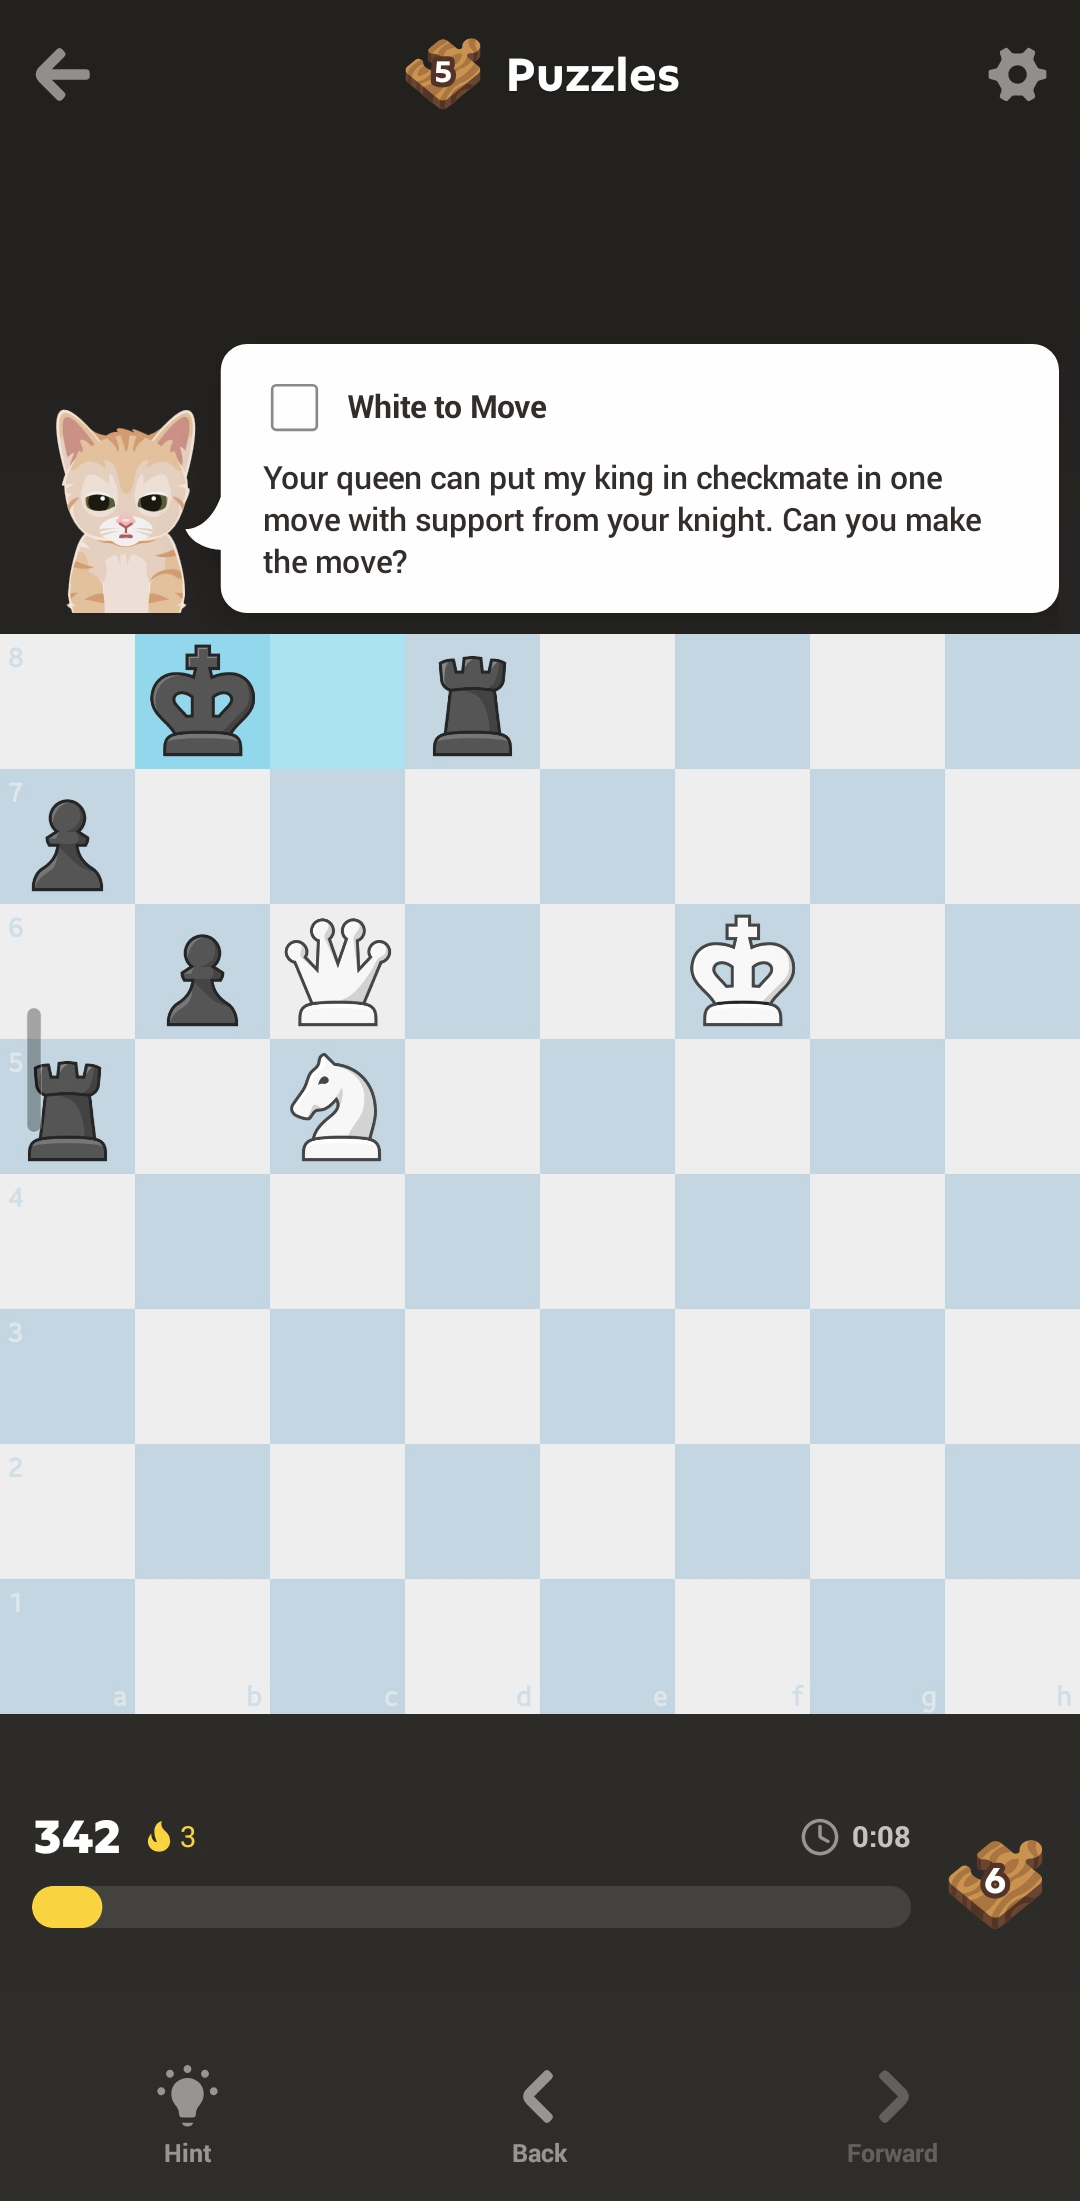 5 Puzzles
White to Move
Your queen can put my king in checkmate in one
move with support from your knight. Can you make
the move?
8
7
6
5
4
3
2
1
a b c d e f g h
342 3 0:08
6
Hint Back Forward